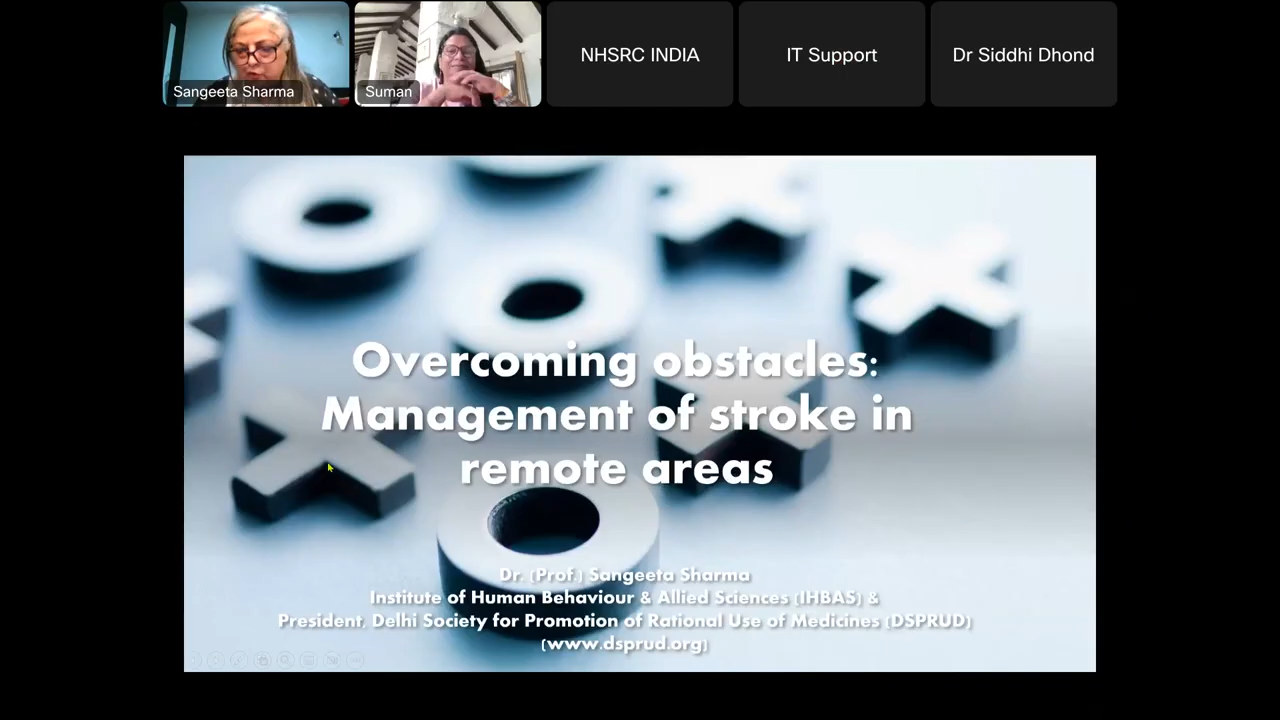 Sangeeta Sharma
Suman
NHSRC INDIA
IT Support
Dr Siddhi Dhond
Overcoming obstacles:
Management of stroke in
remote areas
Dr. (Prof.) Sangeeta Sharma
Institute of Human Behaviour & Allied Sciences (IHBAS) &
President, Delhi Society for Promotion of Rational Use of Medicines (DSPRUD)
(www.dsprud.org)